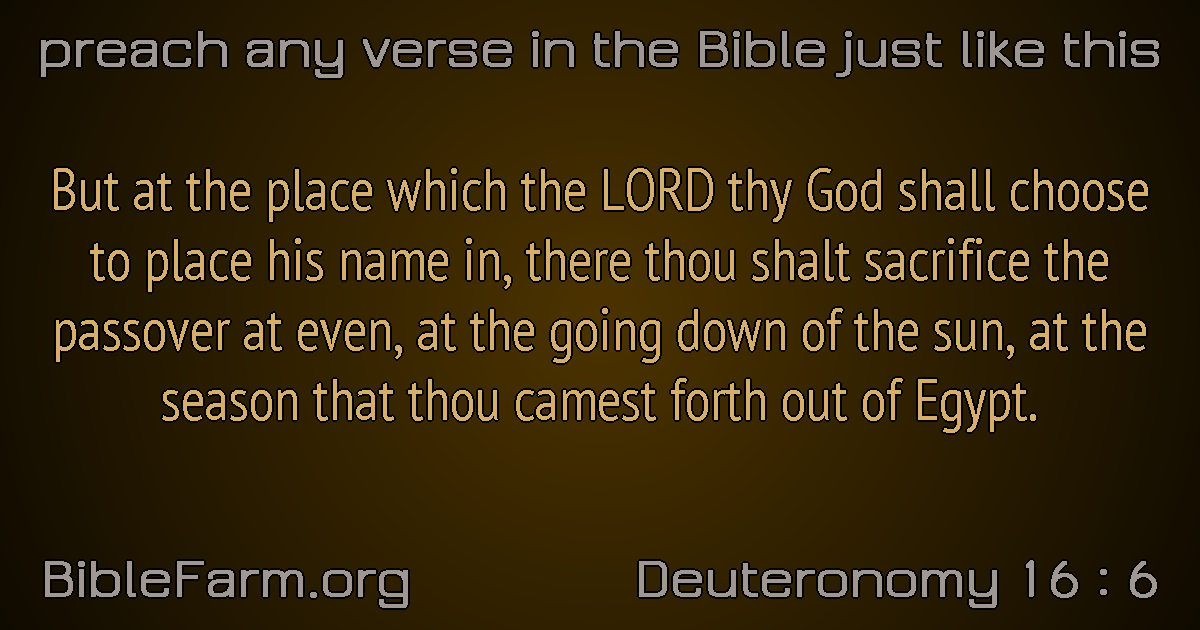 preach any verse in the Bible just like this
But at the place which the LORD thy God shall choose
to place his name in, there thou shalt sacrifice the
passover at even, at the going down of the sun, at the
season that thou camest forth out of Egypt.
BibleFarm.org
Deuteronomy 16 : 6